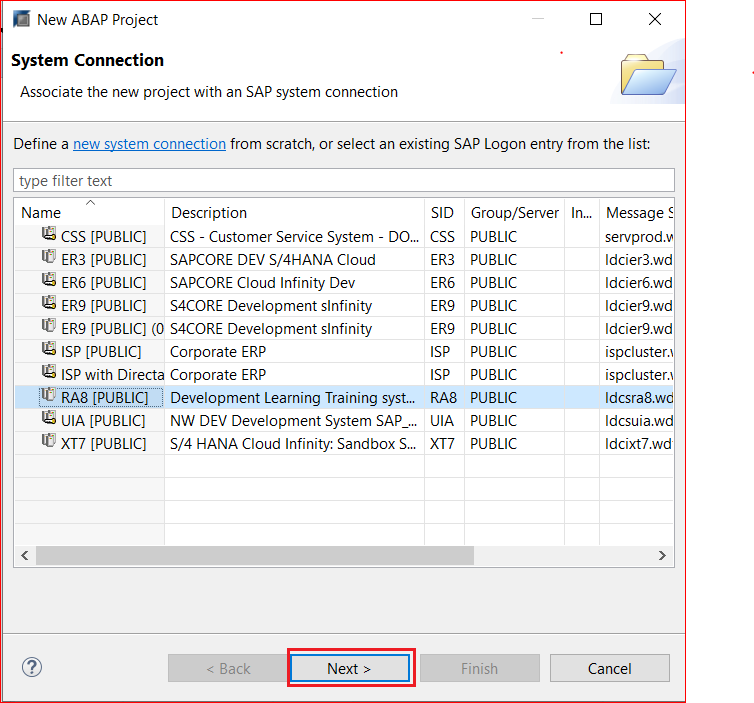 New ABAP Project
System Connection
Associate the new project with an SAP system connection
Define a new system connection from scratch, or select an existing SAP Logon entry from the list:
type filter text
Name Description SID Group/Server In... Message S
CSS [PUBLIC] CSS - Customer Service System - DO... CSS PUBLIC servprod.w
ER3 [PUBLIC] SAPCORE DEV S/4HANA Cloud ER3 PUBLIC ldcier3.wd
ER6 [PUBLIC] SAPCORE Cloud Infinity Dev ER6 PUBLIC ldcier6.wd
ER9 [PUBLIC] S4CORE Development sInfinity ER9 PUBLIC ldcier9.wd
ER9 [PUBLIC] (0 S4CORE Development sInfinity ER9 PUBLIC ldcier9.wd
ISP [PUBLIC] Corporate ERP ISP PUBLIC ispcluster.w
ISP with Directa Corporate ERP ISP PUBLIC ispcluster.w
RA8 [PUBLIC] Development Learning Training syst... RA8 PUBLIC ldcsra8.wd
UIA [PUBLIC] NW DEV Development System SAP_... UIA PUBLIC ldcsuia.wd
XT7 [PUBLIC] S/4 HANA Cloud Infinity: Sandbox S... XT7 PUBLIC ldcixt7.wd
? < Back Next > Finish Cancel